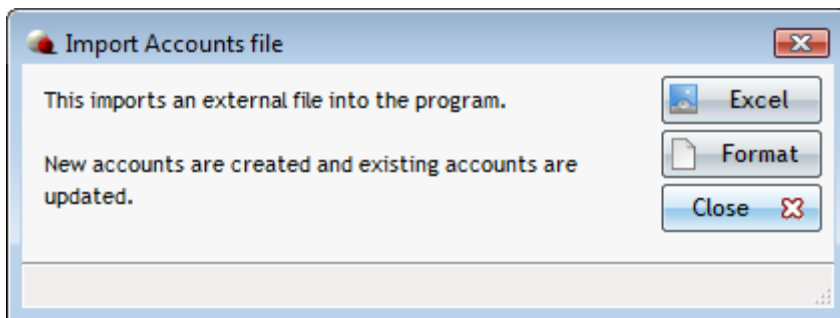 Import Accounts file
This imports an external file into the program.
Excel
Format
New accounts are created and existing accounts are
updated.
Close